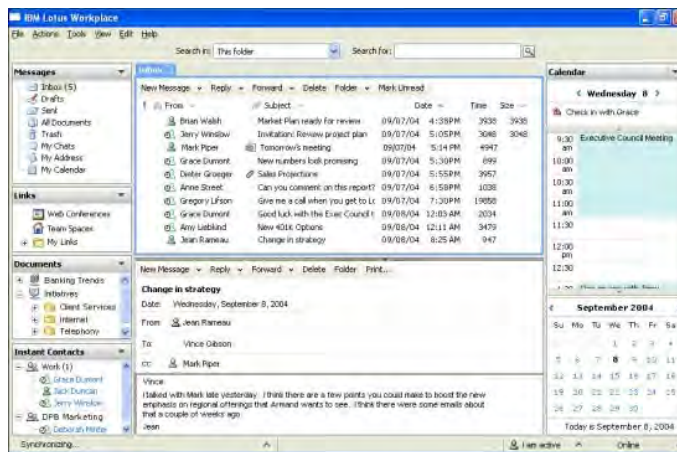 IBM Lotus Workplace
File Actions Tools View Edit Help
Search in: This folder Search for:
Messages
Inbox (5)
Drafts
Sent
All Documents
Trash
My Chats
My Address
My Calendar
Links
Web Conferences
Team Spaces
My Links
Documents
Banking Trends
Initiatives
Client Services
Internet
Telephony
Instant Contacts
Work (1)
Grace Dumont
Jack Duncan
Jerry Winslow
DPB Marketing
Deborah Minter
Inbox
New Message Reply Forward Delete Folder Mark Unread
From Subject Date Time Size
Brian Walsh Market Plan ready for review 09/07/04 4:38PM 3938 3938
Jerry Winslow Invitation: Review project plan 09/07/04 5:05PM 3048 3048
Mark Piper Tomorrow's meeting 09/07/04 5:14 PM 4947
Grace Dumont New numbers look promising 09/07/04 5:30PM 899
Dieter Groeger Sales Projections 09/07/04 5:55PM 3957
Anne Street Can you comment on this report? 09/07/04 6:58PM 1038
Gregory Lifson Give me a call when you get to Lo 09/07/04 7:30PM 19858
Grace Dumont Good luck with the Exec Council t 09/08/04 12:03 AM 2034
Amy Liebkind New 401K Options 09/08/04 12:11 AM 3479
Jean Rameau Change in strategy 09/08/04 8:25 AM 947
New Message Reply Forward Delete Folder Print...
Change in strategy
Date: Wednesday, September 8, 2004
From: Jean Rameau
To: Vince Gibson
cc: Mark Piper
Vince
I talked with Mark late yesterday. I think there are a few points you could make to boost the new
emphasis on regional offerings that Armand wants to see. I think there were some emails about
that a couple of weeks ago.
Jean
Calendar
Wednesday 8
Check in with Grace
9:30 am Executive Council Meeting
10:00 am
10:30 am
11:00 am
11:30
12:00 pm
12:30
September 2004
Su Mo Tu We Th Fr Sa
1 2 3 4
5 6 7 8 9 10 11
12 13 14 15 16 17 18
19 20 21 22 23 24 25
26 27 28 29 30
Today is September 8, 2004
Synchronizing... I am active Online